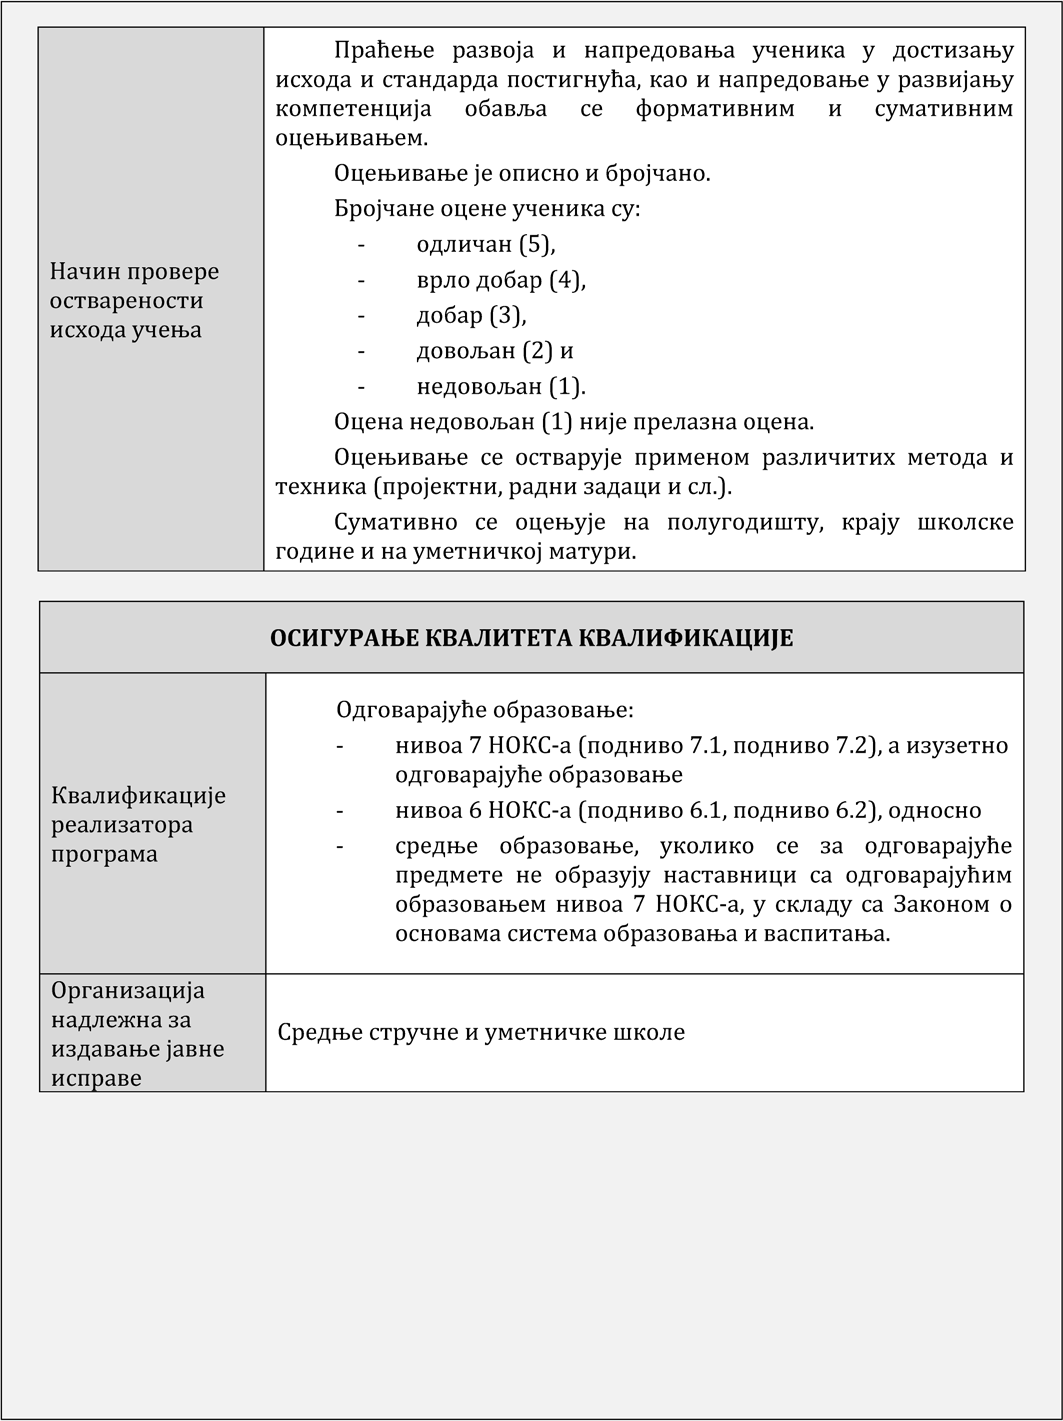 Начин провере
остварености
исхода учења
Праћење развоја и напредовања ученика у достизању
исхода и стандарда постигнућа, као и напредовање у развијању
компетенција обавља се формативним и сумативним
оцењивањем.
Оцењивање је описно и бројчано.
Бројчане оцене ученика су:
- одличан (5),
- врло добар (4),
- добар (3),
- довољан (2) и
- недовољан (1).
Оцена недовољан (1) није прелазна оцена.
Оцењивање се остварује применом различитих метода и
техника (пројектни, радни задаци и сл.).
Сумативно се оцењује на полугодишту, крају школске
године и на уметничкој матури.
ОСИГУРАЊЕ КВАЛИТЕТА КВАЛИФИКАЦИЈЕ
Квалификације
реализатора
програма
Одговарајуће образовање:
- нивоа 7 НОКС-а (поднивo 7.1, подниво 7.2), а изузетно
одговарајуће образовање
- нивоа 6 НОКС-а (подниво 6.1, подниво 6.2), односно
- средње образовање, уколико се за одговарајуће
предмете не образују наставници са одговарајућим
образовањем нивоа 7 НОКС-а, у складу са Законом о
основама система образовања и васпитања.
Организација
надлежна за
издавање јавне
исправе
Средње стручне и уметничке школе